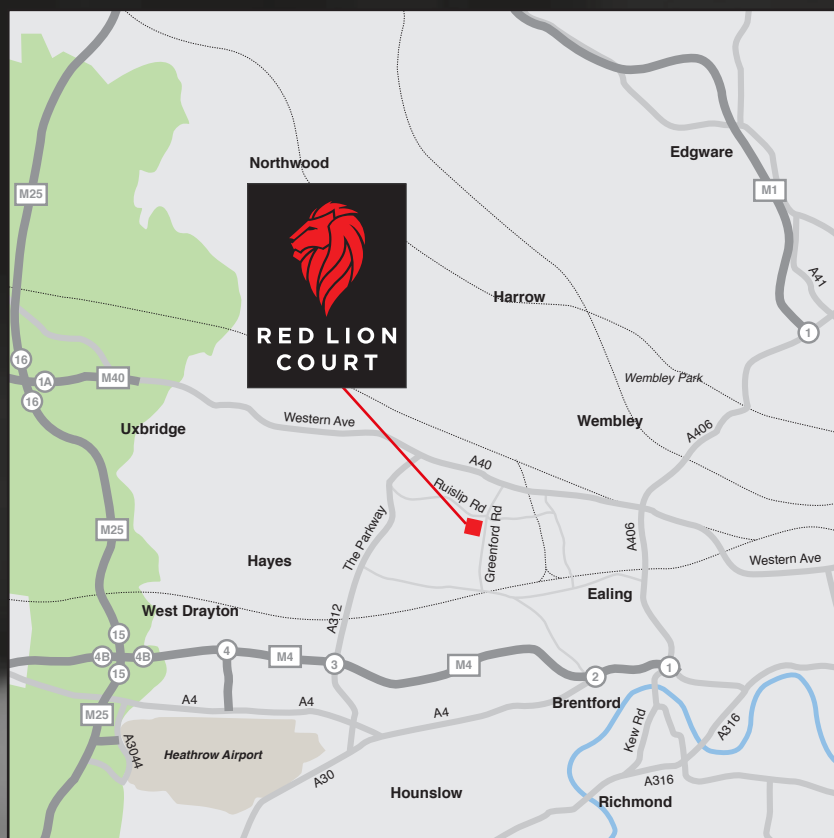 Edgware
Northwood
M25
M1
A41
RED LION
COURT
Harrow
1
16
1A
M40
16
Wembley Park
Wembley
Western Ave
Uxbridge
A406
A40
Ruislip Rd
Greenford Rd
The Parkway
A406
M25
Hayes
Western Ave
Ealing
West Drayton
A312
15
4B
4B
4
M4
3
M4
15
2
1
A4
A4
A4
Brentford
M25
A3044
Heathrow Airport
Kew Rd
A316
A30
A316
Hounslow
Richmond